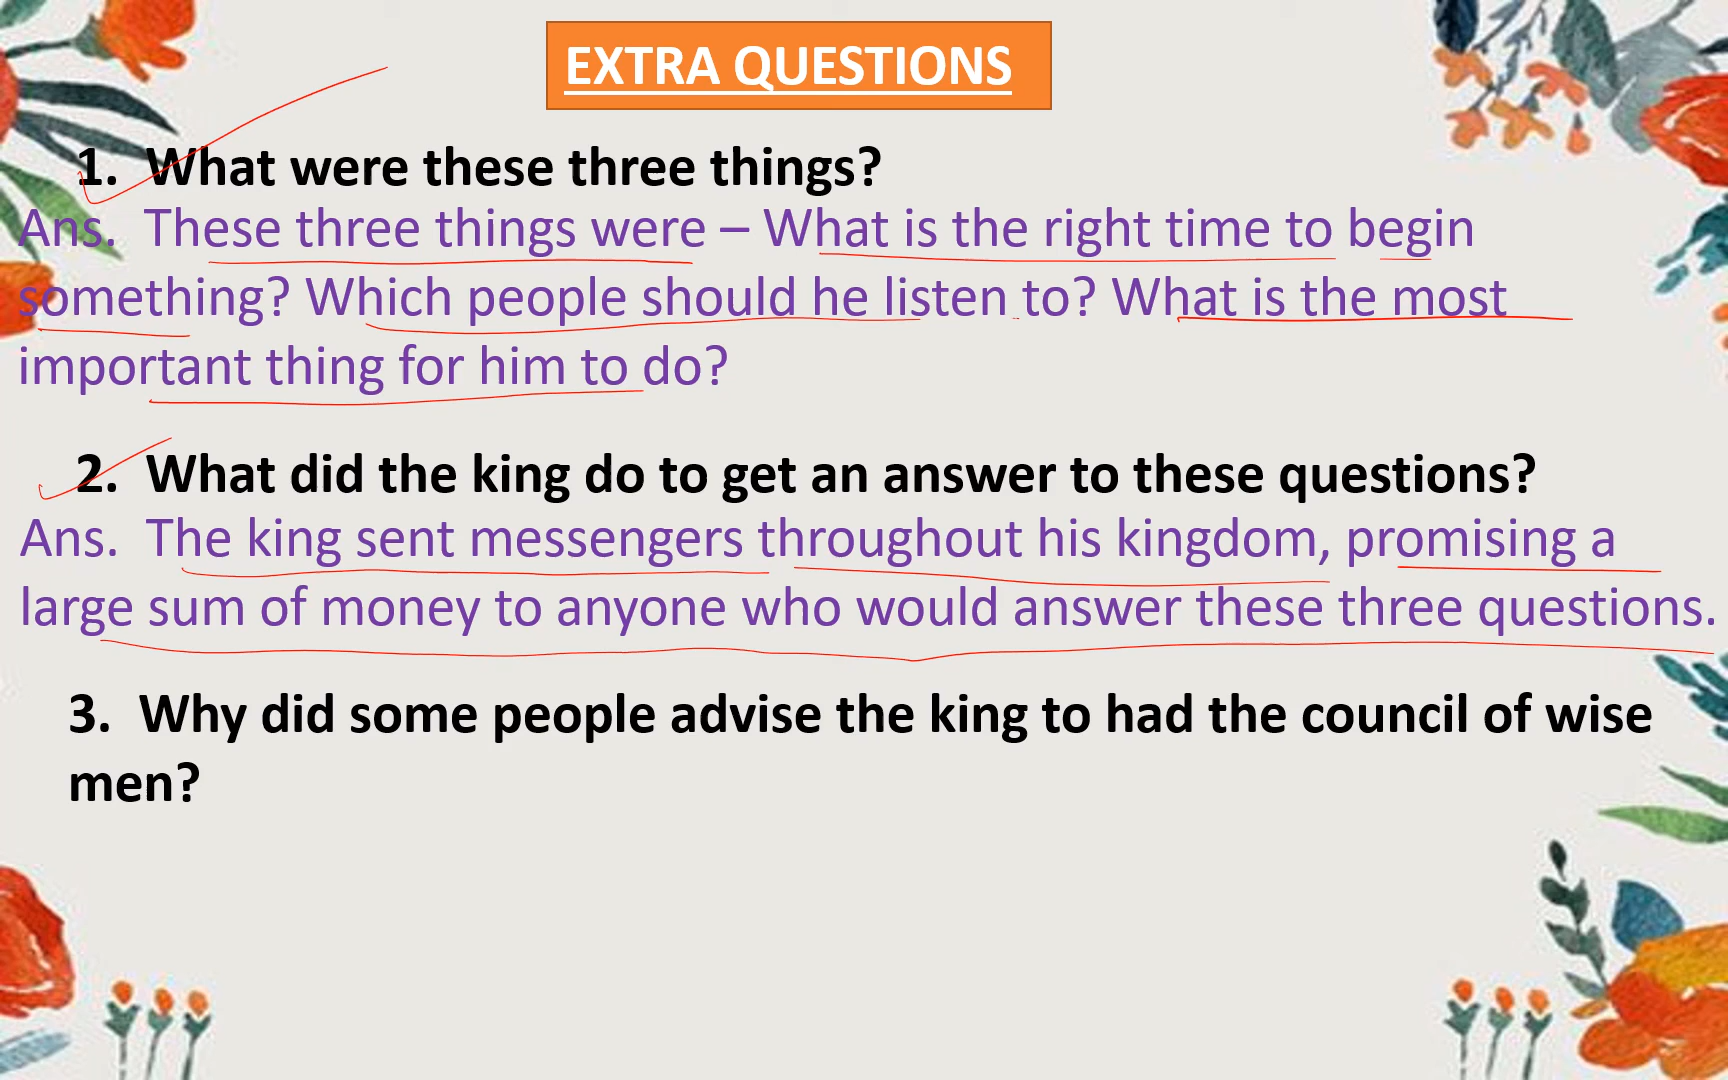 EXTRA QUESTIONS
1. What were these three things?
Ans. These three things were – What is the right time to begin
something? Which people should he listen to? What is the most
important thing for him to do?
2. What did the king do to get an answer to these questions?
Ans. The king sent messengers throughout his kingdom, promising a
large sum of money to anyone who would answer these three questions.
3. Why did some people advise the king to had the council of wise
men?